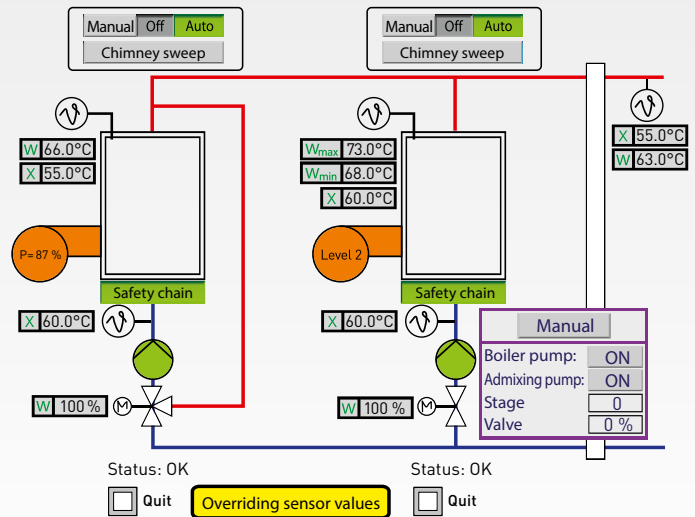 Manual Off Auto
Chimney sweep
Manual Off Auto
Chimney sweep
W 66.0°C
X 55.0°C
Wmax 73.0°C
Wmin 68.0°C
X 60.0°C
X 55.0°C
W 63.0°C
P=87 %
Level 2
Safety chain
Safety chain
X 60.0°C
X 60.0°C
Manual
Boiler pump: ON
Admixing pump: ON
Stage 0
Valve 0 %
W 100 % M
W 100 % M
Status: OK
Status: OK
Quit
Overriding sensor values
Quit